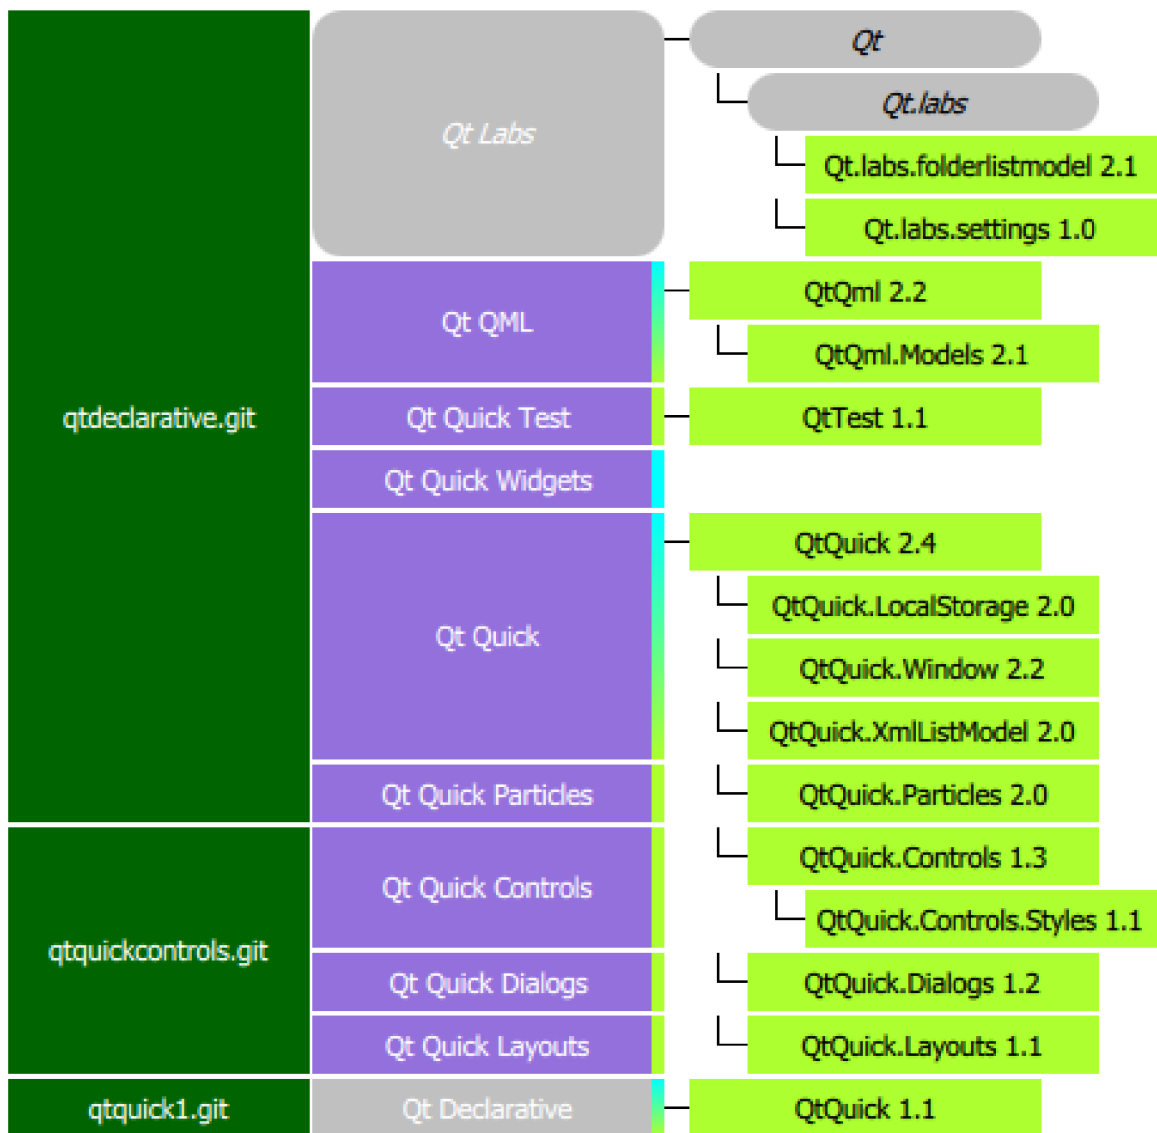 qtdeclarative.git
Qt Labs
Qt
Qt.labs
Qt.labs.folderlistmodel 2.1
Qt.labs.settings 1.0
Qt QML
QtQml 2.2
QtQml.Models 2.1
Qt Quick Test
QtTest 1.1
Qt Quick Widgets
Qt Quick
QtQuick 2.4
QtQuick.LocalStorage 2.0
QtQuick.Window 2.2
QtQuick.XmlListModel 2.0
Qt Quick Particles
QtQuick.Particles 2.0
qtquickcontrols.git
Qt Quick Controls
QtQuick.Controls 1.3
QtQuick.Controls.Styles 1.1
Qt Quick Dialogs
QtQuick.Dialogs 1.2
Qt Quick Layouts
QtQuick.Layouts 1.1
qtquick1.git
Qt Declarative
QtQuick 1.1